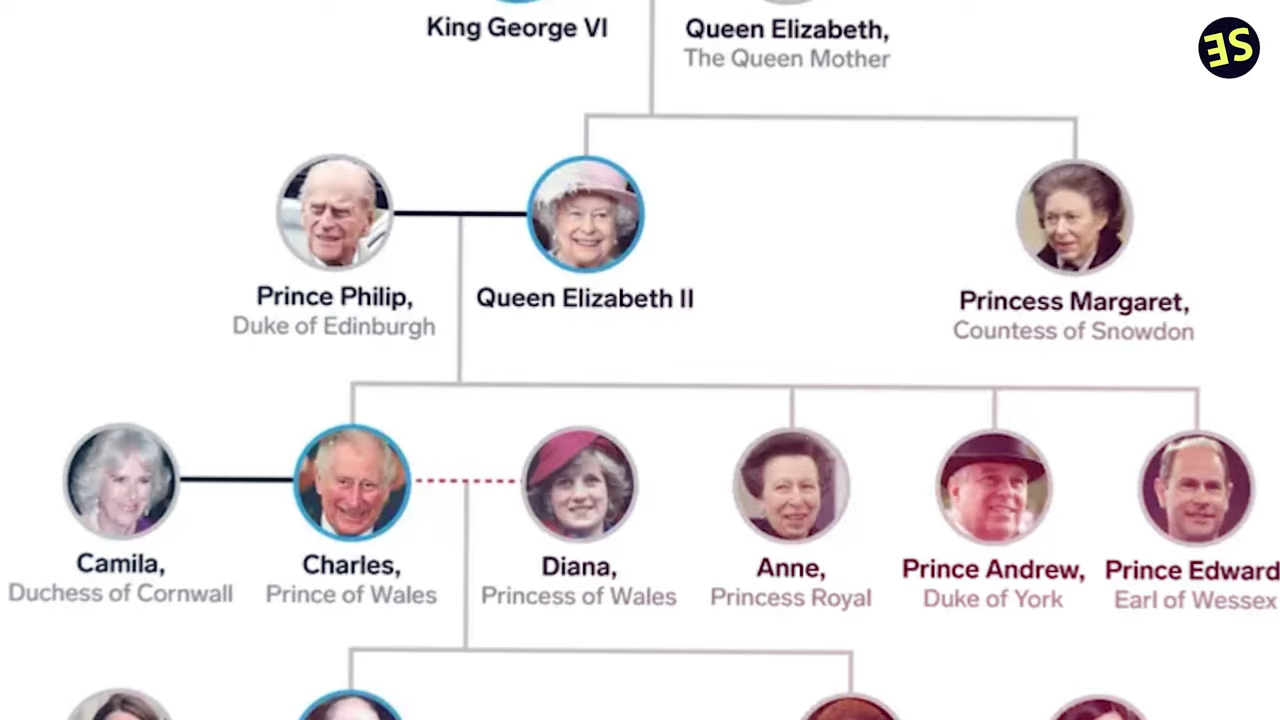 King George VI
Queen Elizabeth,
The Queen Mother
ES
Prince Philip,
Duke of Edinburgh
Queen Elizabeth II
Princess Margaret,
Countess of Snowdon
Camila,
Duchess of Cornwall
Charles,
Prince of Wales
Diana,
Princess of Wales
Anne,
Princess Royal
Prince Andrew,
Duke of York
Prince Edward
Earl of Wessex